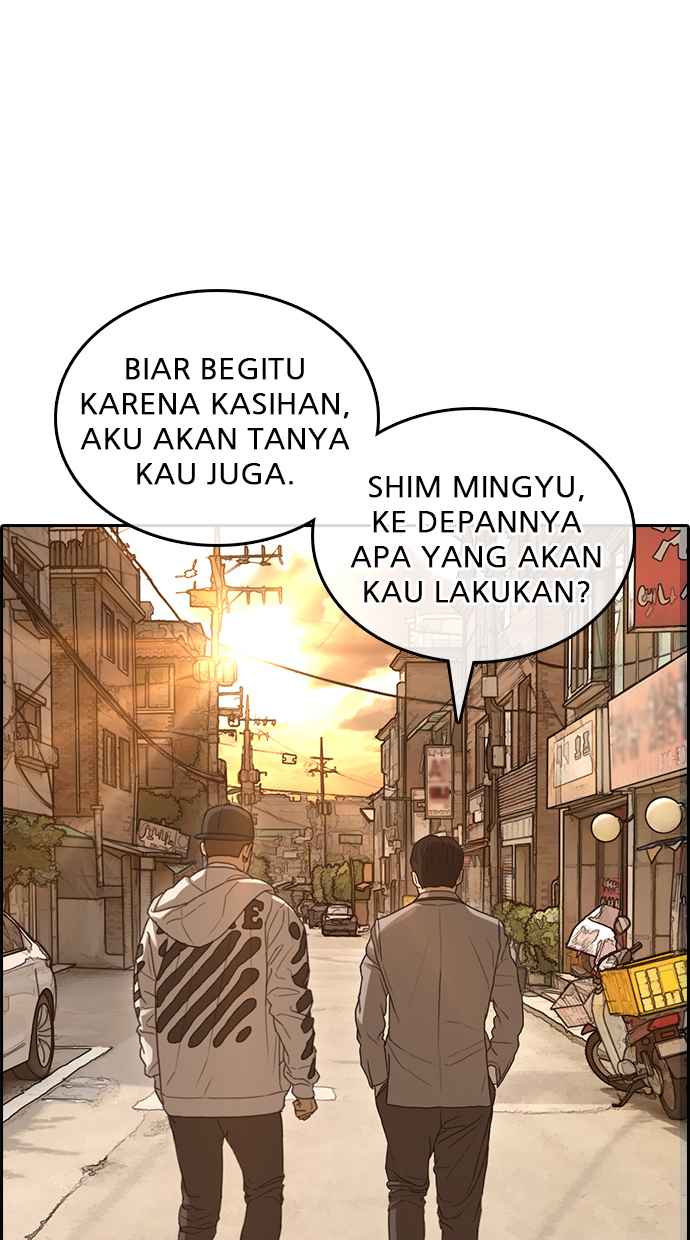 BIAR BEGITU
KARENA KASIHAN,
AKU AKAN TANYA
KAU JUGA.
SHIM MINGYU,
KE DEPANNYA
APA YANG AKAN
KAU LAKUKAN?
E